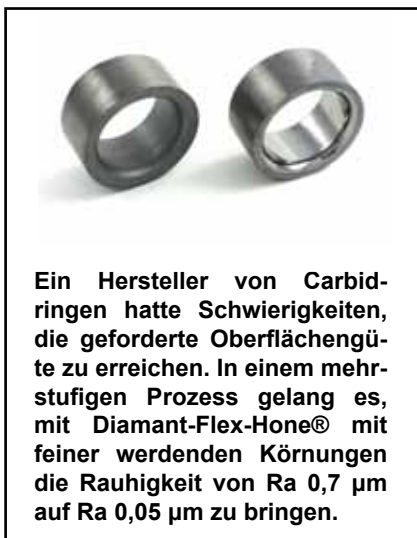 Ein Hersteller von Carbid-
ringen hatte Schwierigkeiten,
die geforderte Oberflächengü-
te zu erreichen. In einem mehr-
stufigen Prozess gelang es,
mit Diamant-Flex-Hone® mit
feiner werdenden Körnungen
die Rauhigkeit von Ra 0,7 µm
auf Ra 0,05 µm zu bringen.